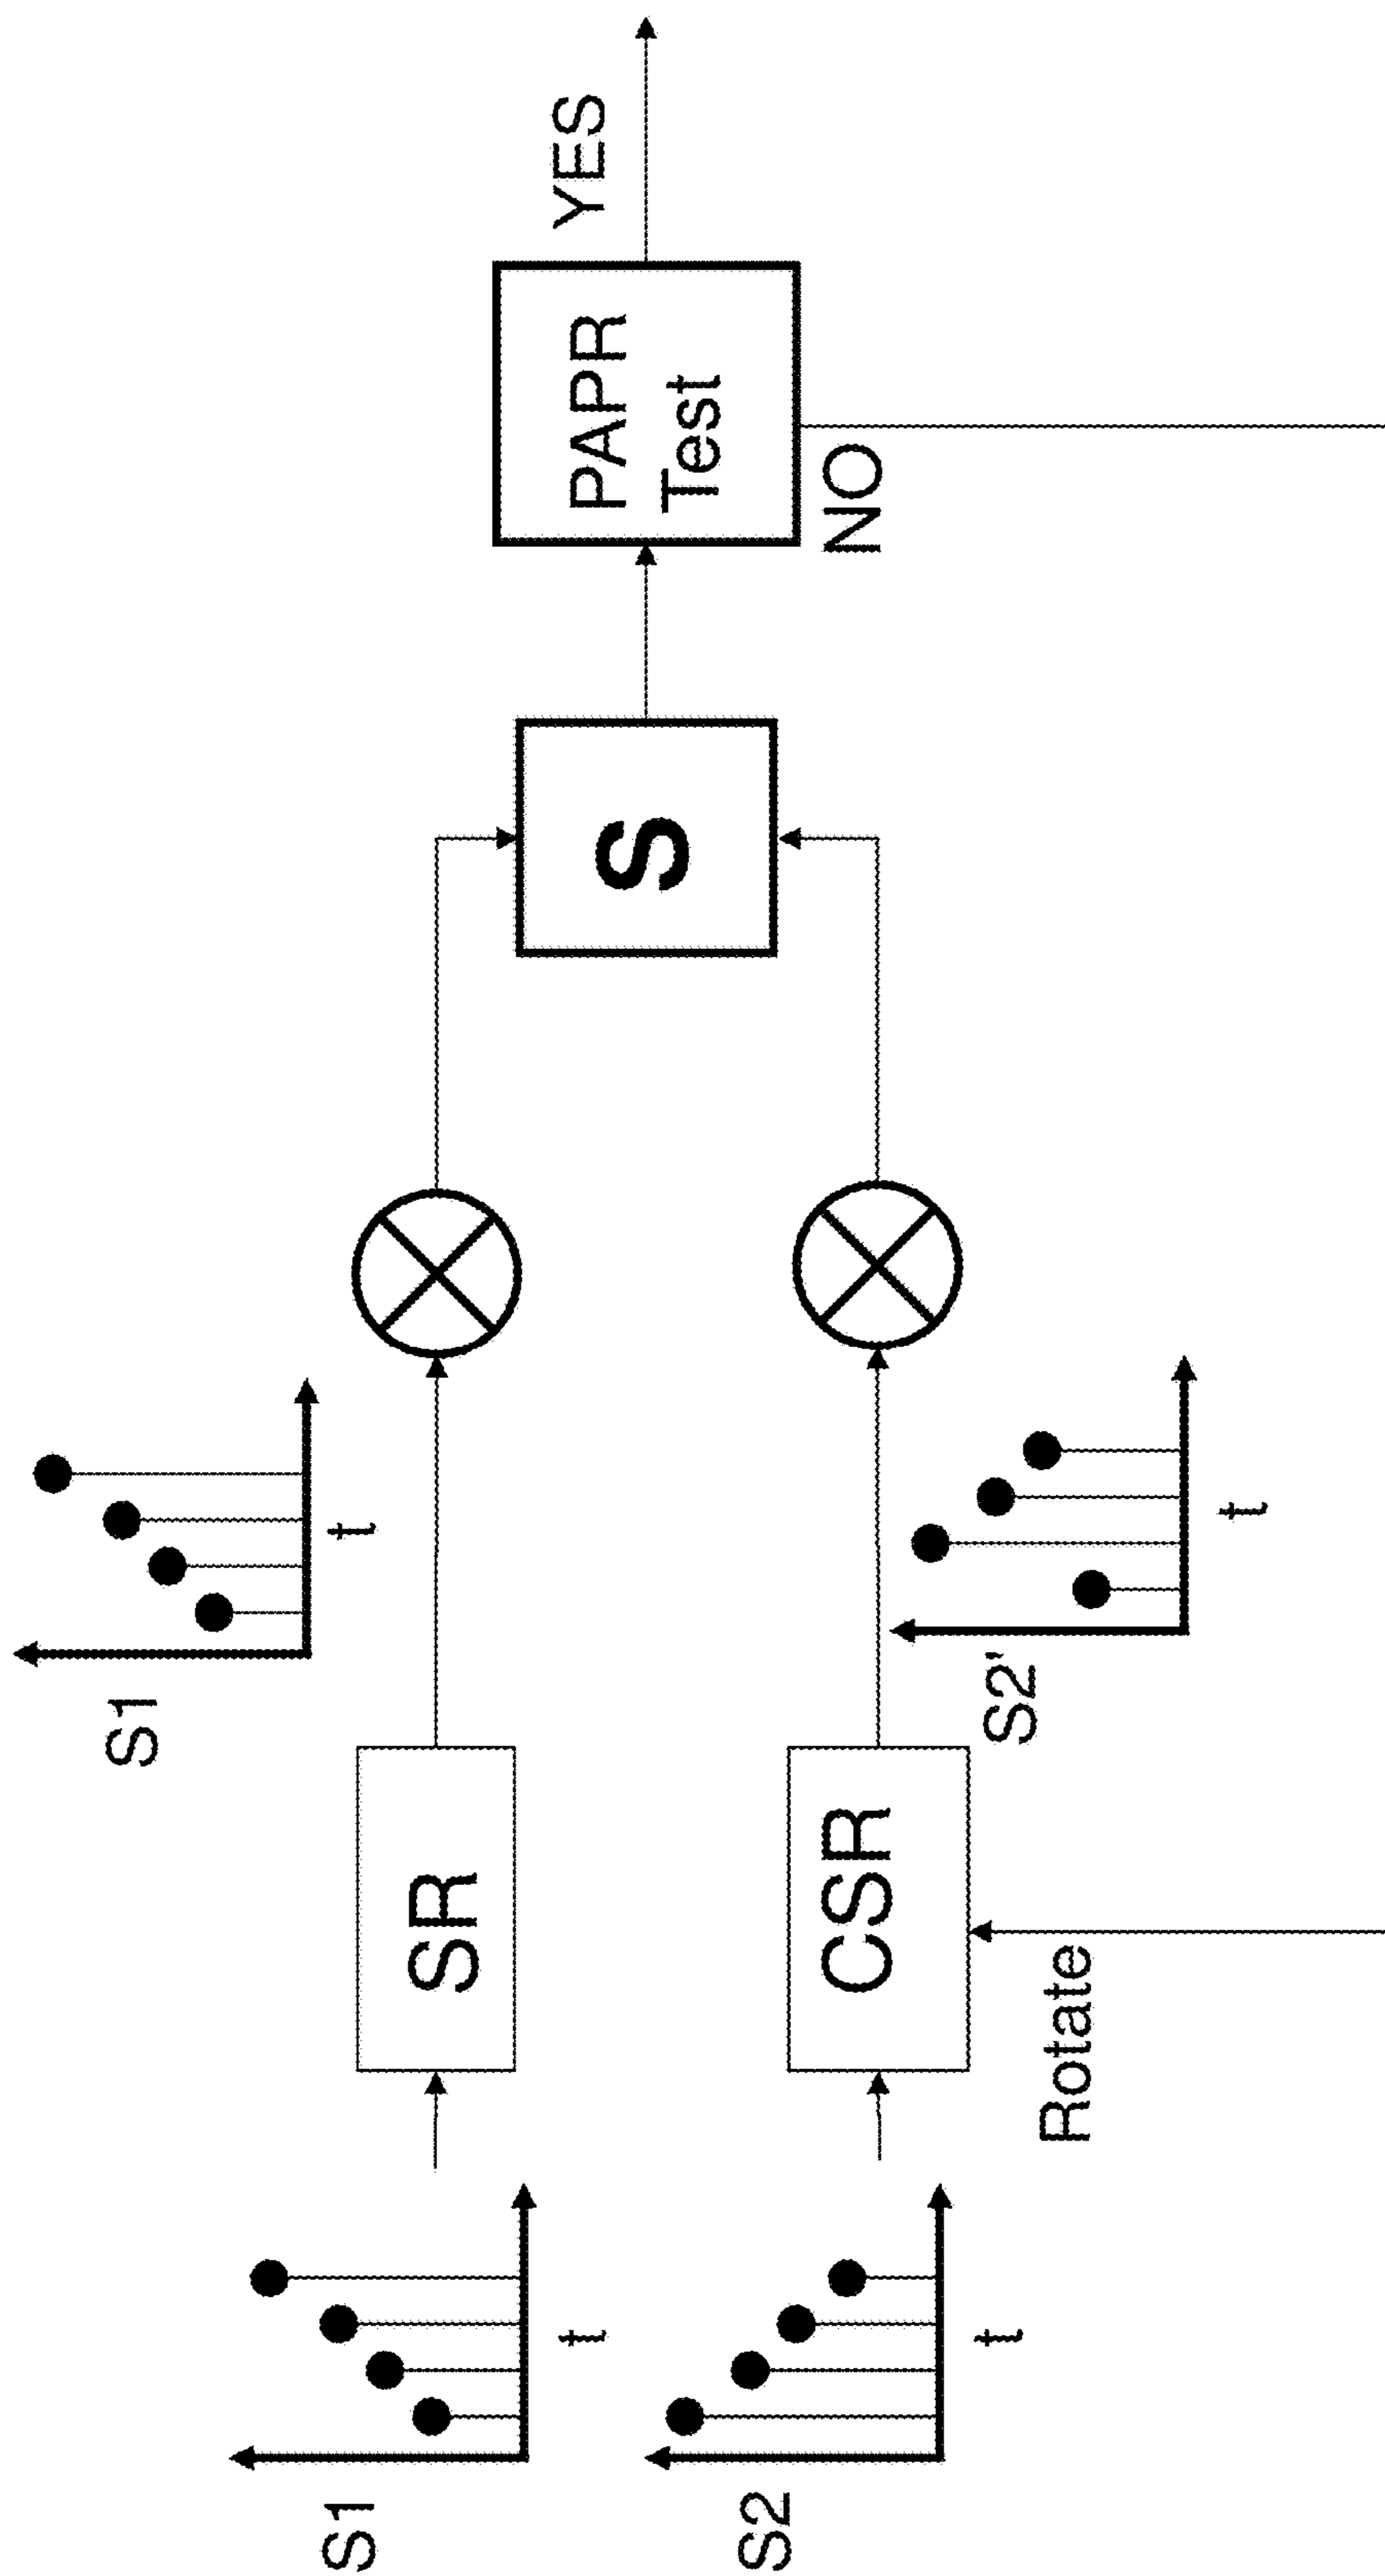 S1
t
SR
S1
t
S2
t
CSR
Rotate
S2'
t
S
PAPR
Test
YES
NO